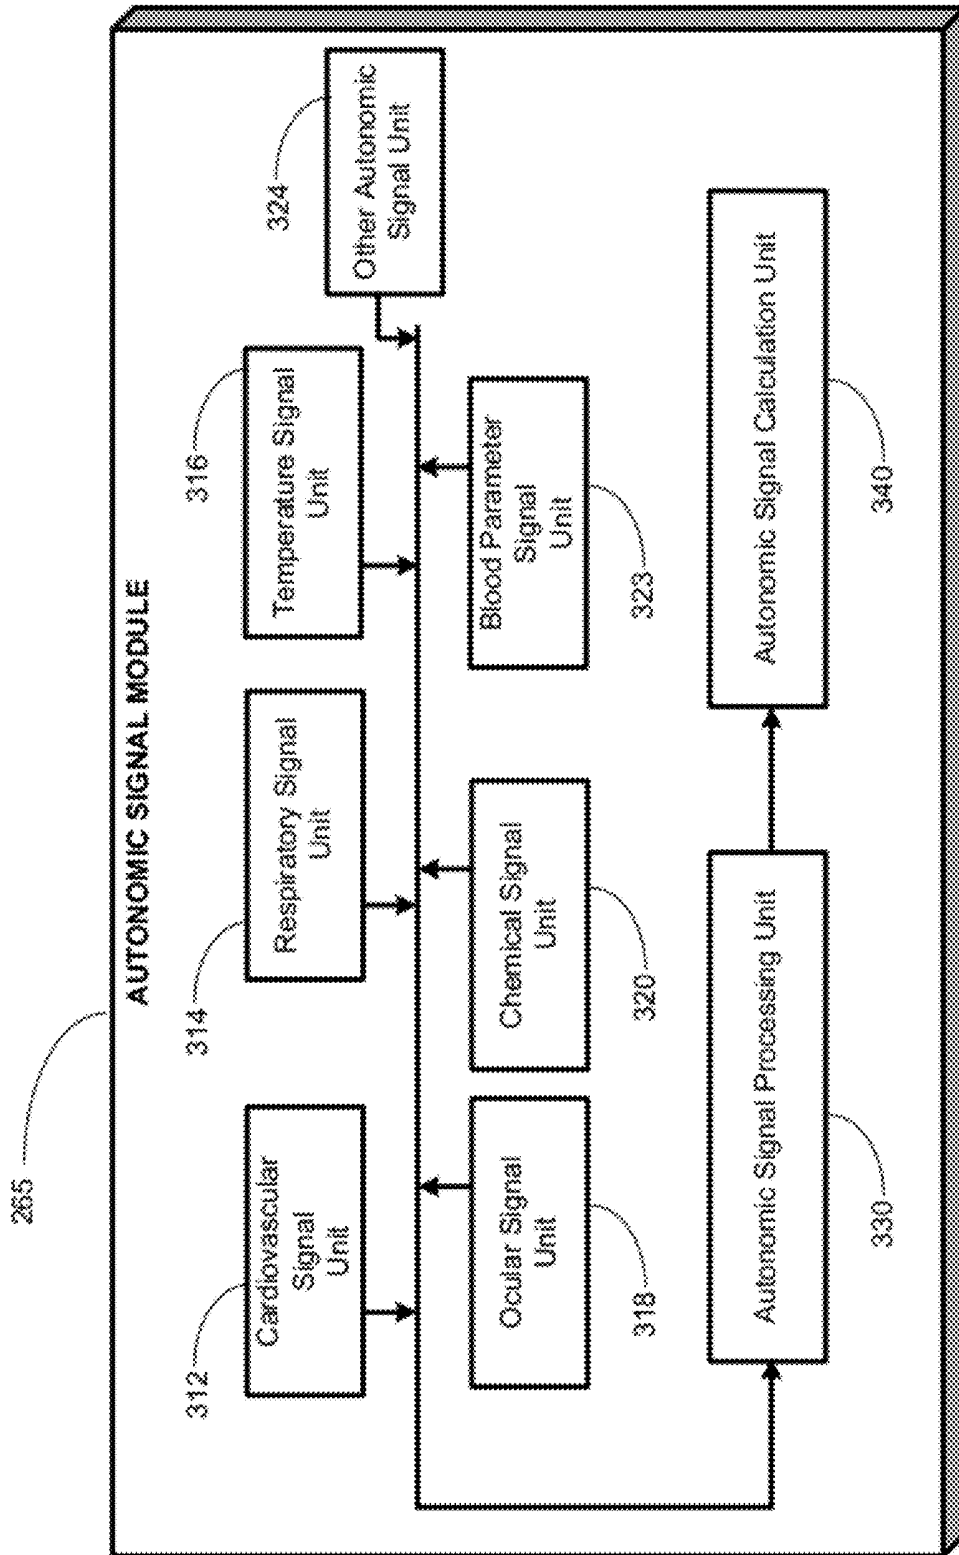 265
AUTONOMIC SIGNAL MODULE
312
Cardiovascular
Signal
Unit
314
Respiratory Signal
Unit
316
Temperature Signal
Unit
324
Other Autonomic
Signal Unit
Ocular Signal
Unit
318
Chemical Signal
Unit
320
Blood Parameter
Signal
Unit
323
Autonomic Signal Processing Unit
330
Autonomic Signal Calculation Unit
340